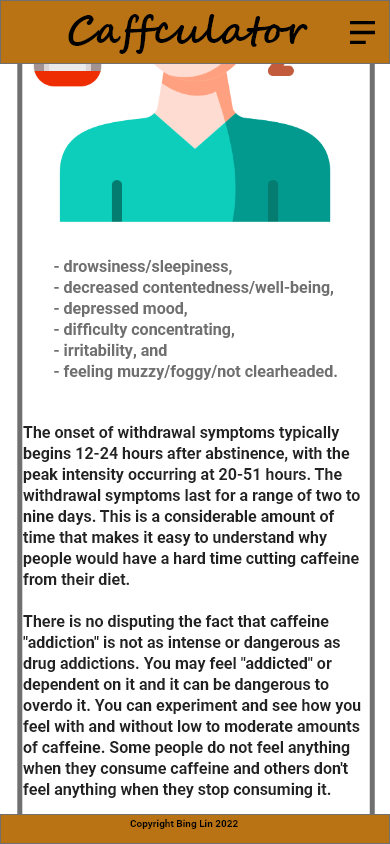 Caffculator
- drowsiness/sleepiness,
- decreased contentedness/well-being,
- depressed mood,
- difficulty concentrating,
- irritability, and
- feeling muzzy/foggy/not clearheaded.
The onset of withdrawal symptoms typically
begins 12-24 hours after abstinence, with the
peak intensity occurring at 20-51 hours. The
withdrawal symptoms last for a range of two to
nine days. This is a considerable amount of
time that makes it easy to understand why
people would have a hard time cutting caffeine
from their diet.
There is no disputing the fact that caffeine
"addiction" is not as intense or dangerous as
drug addictions. You may feel "addicted" or
dependent on it and it can be dangerous to
overdo it. You can experiment and see how you
feel with and without low to moderate amounts
of caffeine. Some people do not feel anything
when they consume caffeine and others don't
feel anything when they stop consuming it.
Copyright Bing Lin 2022